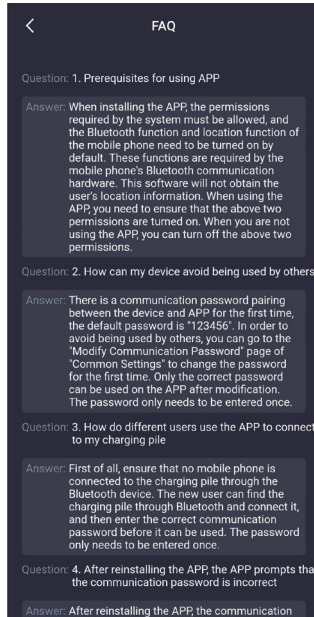 FAQ
Question: 1. Prerequisites for using APP
Answer: When installing the APP, the permissions
required by the system must be allowed, and
the Bluetooth function and location function of
the mobile phone need to be turned on by
default. These functions are required by the
mobile phone's Bluetooth communication
hardware. This software will not obtain the
user's location information. When using the
APP, you need to ensure that the above two
permissions are turned on. When you are not
using the APP, you can turn off the above two
permissions.
Question: 2. How can my device avoid being used by others
Answer: There is a communication password pairing
between the device and APP for the first time,
the default password is "123456". In order to
avoid being used by others, you can go to the
"Modify Communication Password" page of
"Common Settings" to change the password
for the first time. Only the correct password
can be used on the APP after modification.
The password only needs to be entered once.
Question: 3. How do different users use the APP to connect
to my charging pile
Answer: First of all, ensure that no mobile phone is
connected to the charging pile through the
Bluetooth device. The new user can find the
charging pile through Bluetooth and connect it,
and then enter the correct communication
password before it can be used. The password
only needs to be entered once.
Question: 4. After reinstalling the APP, the APP prompts tha
the communication password is incorrect
Answer: After reinstalling the APP, the communication